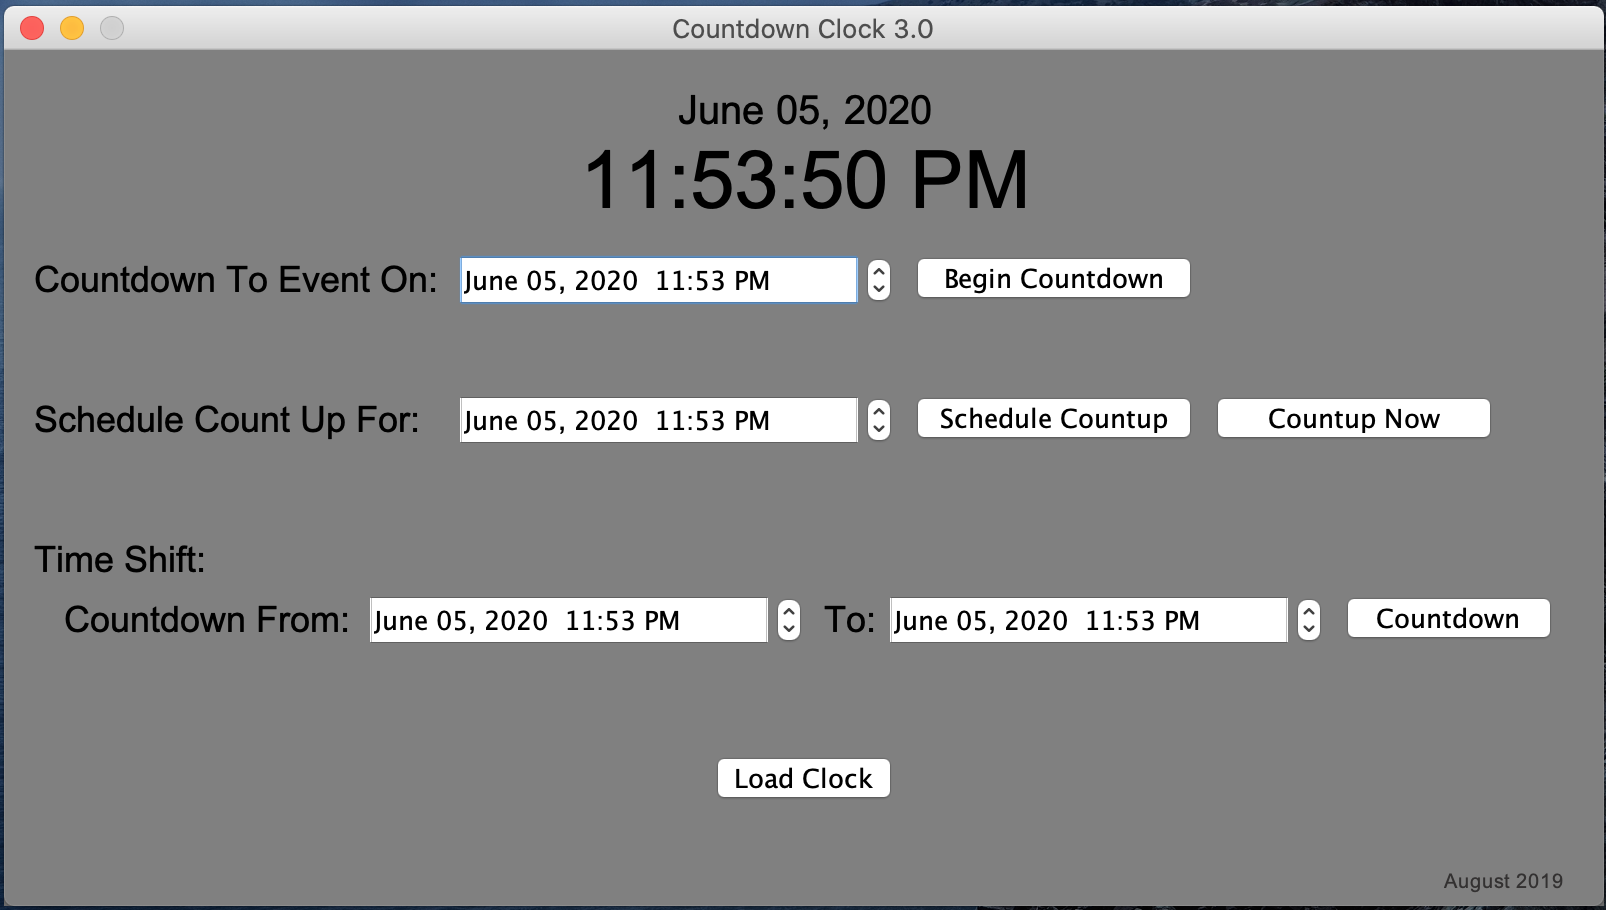 Countdown Clock 3.0
June 05, 2020
11:53:50 PM
Countdown To Event On: June 05, 2020  11:53 PM Begin Countdown
Schedule Count Up For: June 05, 2020  11:53 PM Schedule Countup Countup Now
Time Shift:
Countdown From: June 05, 2020  11:53 PM To: June 05, 2020  11:53 PM Countdown
Load Clock
August 2019